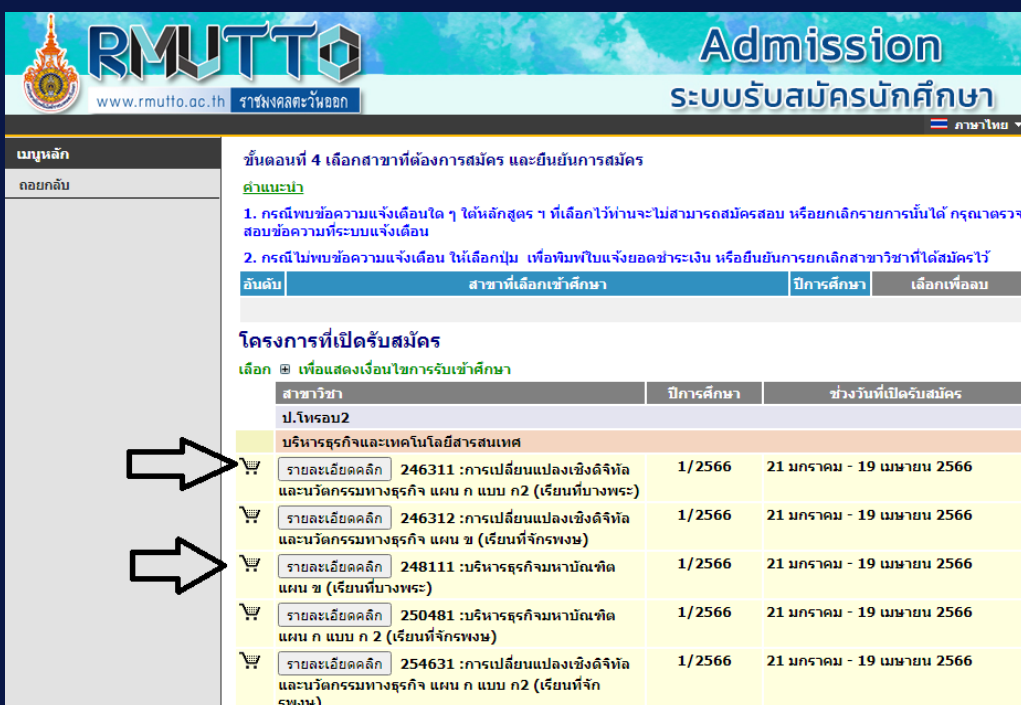 RMUTTO
www.rmutto.ac.th ราชมงคลตะวันออก
Admission
ระบบรับสมัครนักศึกษา
ภาษาไทย
เมนูหลัก
ถอยกลับ
ขั้นตอนที่ 4 เลือกสาขาที่ต้องการสมัคร และยืนยันการสมัคร
คำแนะนำ
1. กรณีพบข้อความแจ้งเตือนใด ๆ ใต้หลักสูตร ฯ ที่เลือกไว้ท่านจะไม่สามารถสมัครสอบ หรือยกเลิกรายการนั้นได้ กรุณาตรวจ
สอบข้อความที่ระบบแจ้งเตือน
2. กรณีไม่พบข้อความแจ้งเตือน ให้เลือกปุ่ม เพื่อพิมพ์ใบแจ้งยอดชำระเงิน หรือยืนยันการยกเลิกสาขาวิชาที่ได้สมัครไว้
อันดับ สาขาที่เลือกเข้าศึกษา ปีการศึกษา เลือกเพื่อลบ
โครงการที่เปิดรับสมัคร
เลือก เพื่อแสดงเงื่อนไขการรับเข้าศึกษา
สาขาวิชา ปีการศึกษา ช่วงวันที่เปิดรับสมัคร
ป.โทรอบ2
บริหารธุรกิจและเทคโนโลยีสารสนเทศ
รายละเอียดคลิก 246311 :การเปลี่ยนแปลงเชิงดิจิทัล 1/2566 21 มกราคม - 19 เมษายน 2566
และนวัตกรรมทางธุรกิจ แผน ก แบบ ก2 (เรียนที่บางพระ)
รายละเอียดคลิก 246312 :การเปลี่ยนแปลงเชิงดิจิทัล 1/2566 21 มกราคม - 19 เมษายน 2566
และนวัตกรรมทางธุรกิจ แผน ข (เรียนที่จักรพงษ)
รายละเอียดคลิก 248111 :บริหารธุรกิจมหาบัณฑิต 1/2566 21 มกราคม - 19 เมษายน 2566
แผน ข (เรียนที่บางพระ)
รายละเอียดคลิก 250481 :บริหารธุรกิจมหาบัณฑิต 1/2566 21 มกราคม - 19 เมษายน 2566
แผน ก แบบ ก 2 (เรียนที่จักรพงษ)
รายละเอียดคลิก 254631 :การเปลี่ยนแปลงเชิงดิจิทัล 1/2566 21 มกราคม - 19 เมษายน 2566
และนวัตกรรมทางธุรกิจ แผน ก แบบ ก2 (เรียนที่จัก
รพงษ)